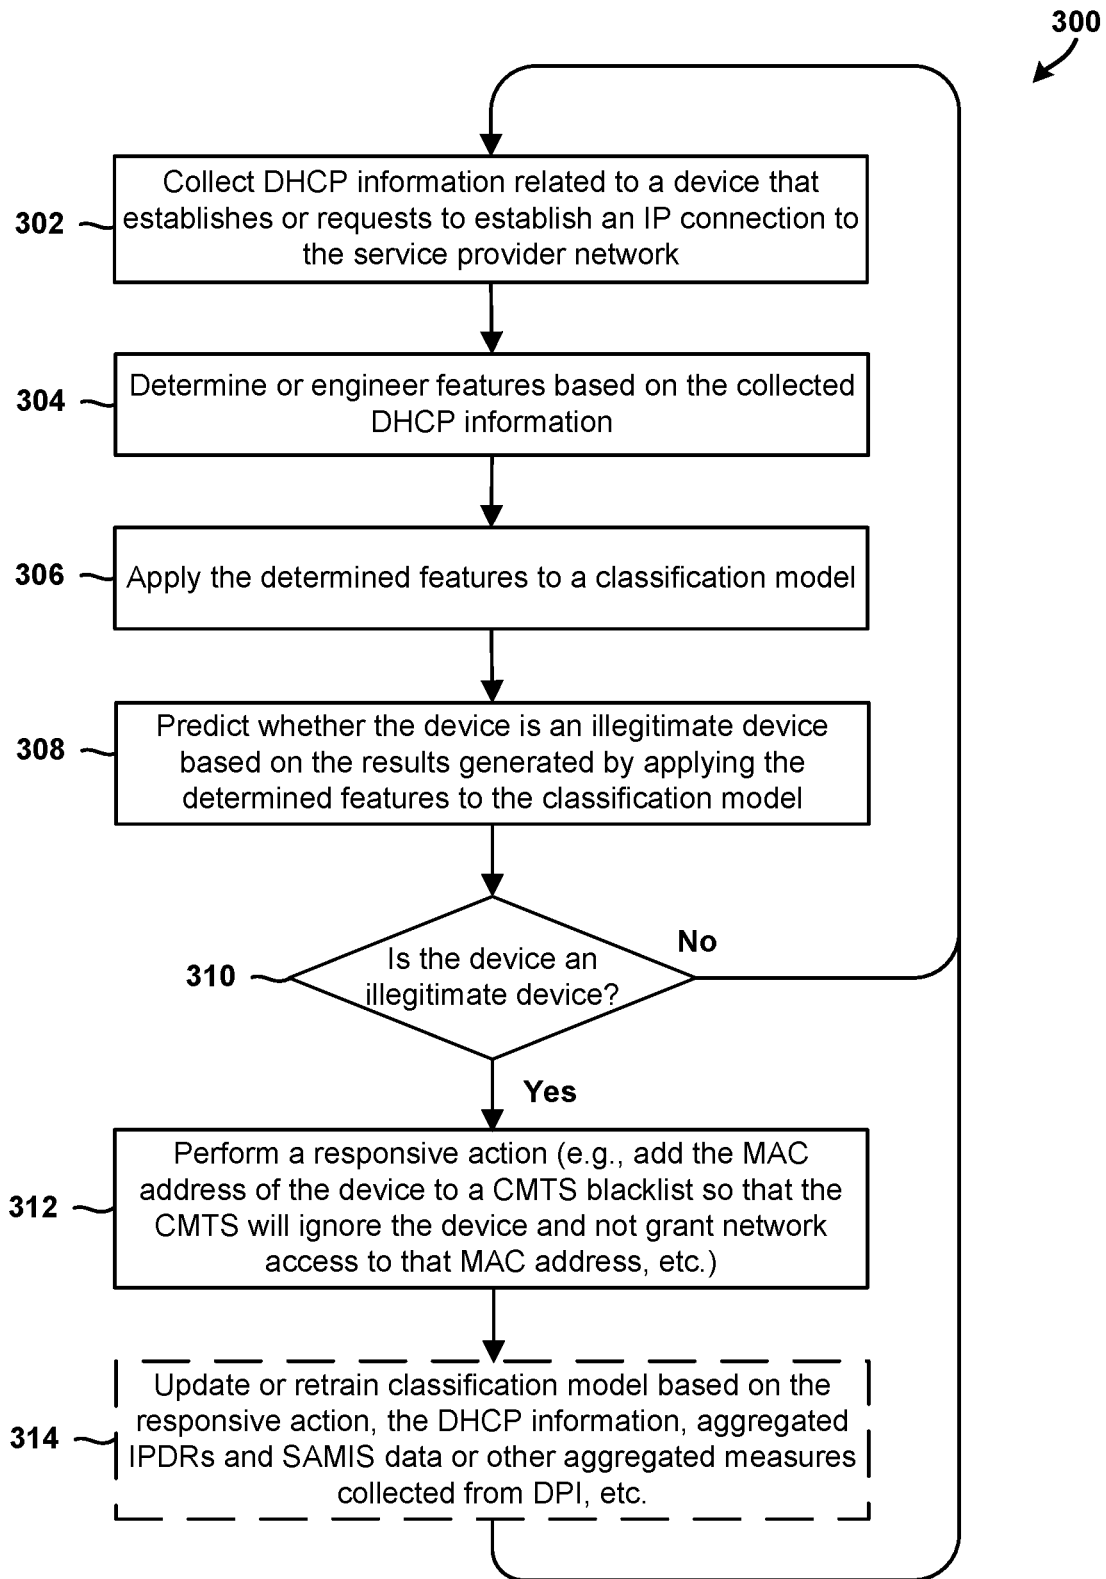 300
302
Collect DHCP information related to a device that
establishes or requests to establish an IP connection to
the service provider network
304
Determine or engineer features based on the collected
DHCP information
306
Apply the determined features to a classification model
308
Predict whether the device is an illegitimate device
based on the results generated by applying the
determined features to the classification model
310
Is the device an
illegitimate device?
No
Yes
312
Perform a responsive action (e.g., add the MAC
address of the device to a CMTS blacklist so that the
CMTS will ignore the device and not grant network
access to that MAC address, etc.)
314
Update or retrain classification model based on the
responsive action, the DHCP information, aggregated
IPDRs and SAMIS data or other aggregated measures
collected from DPI, etc.